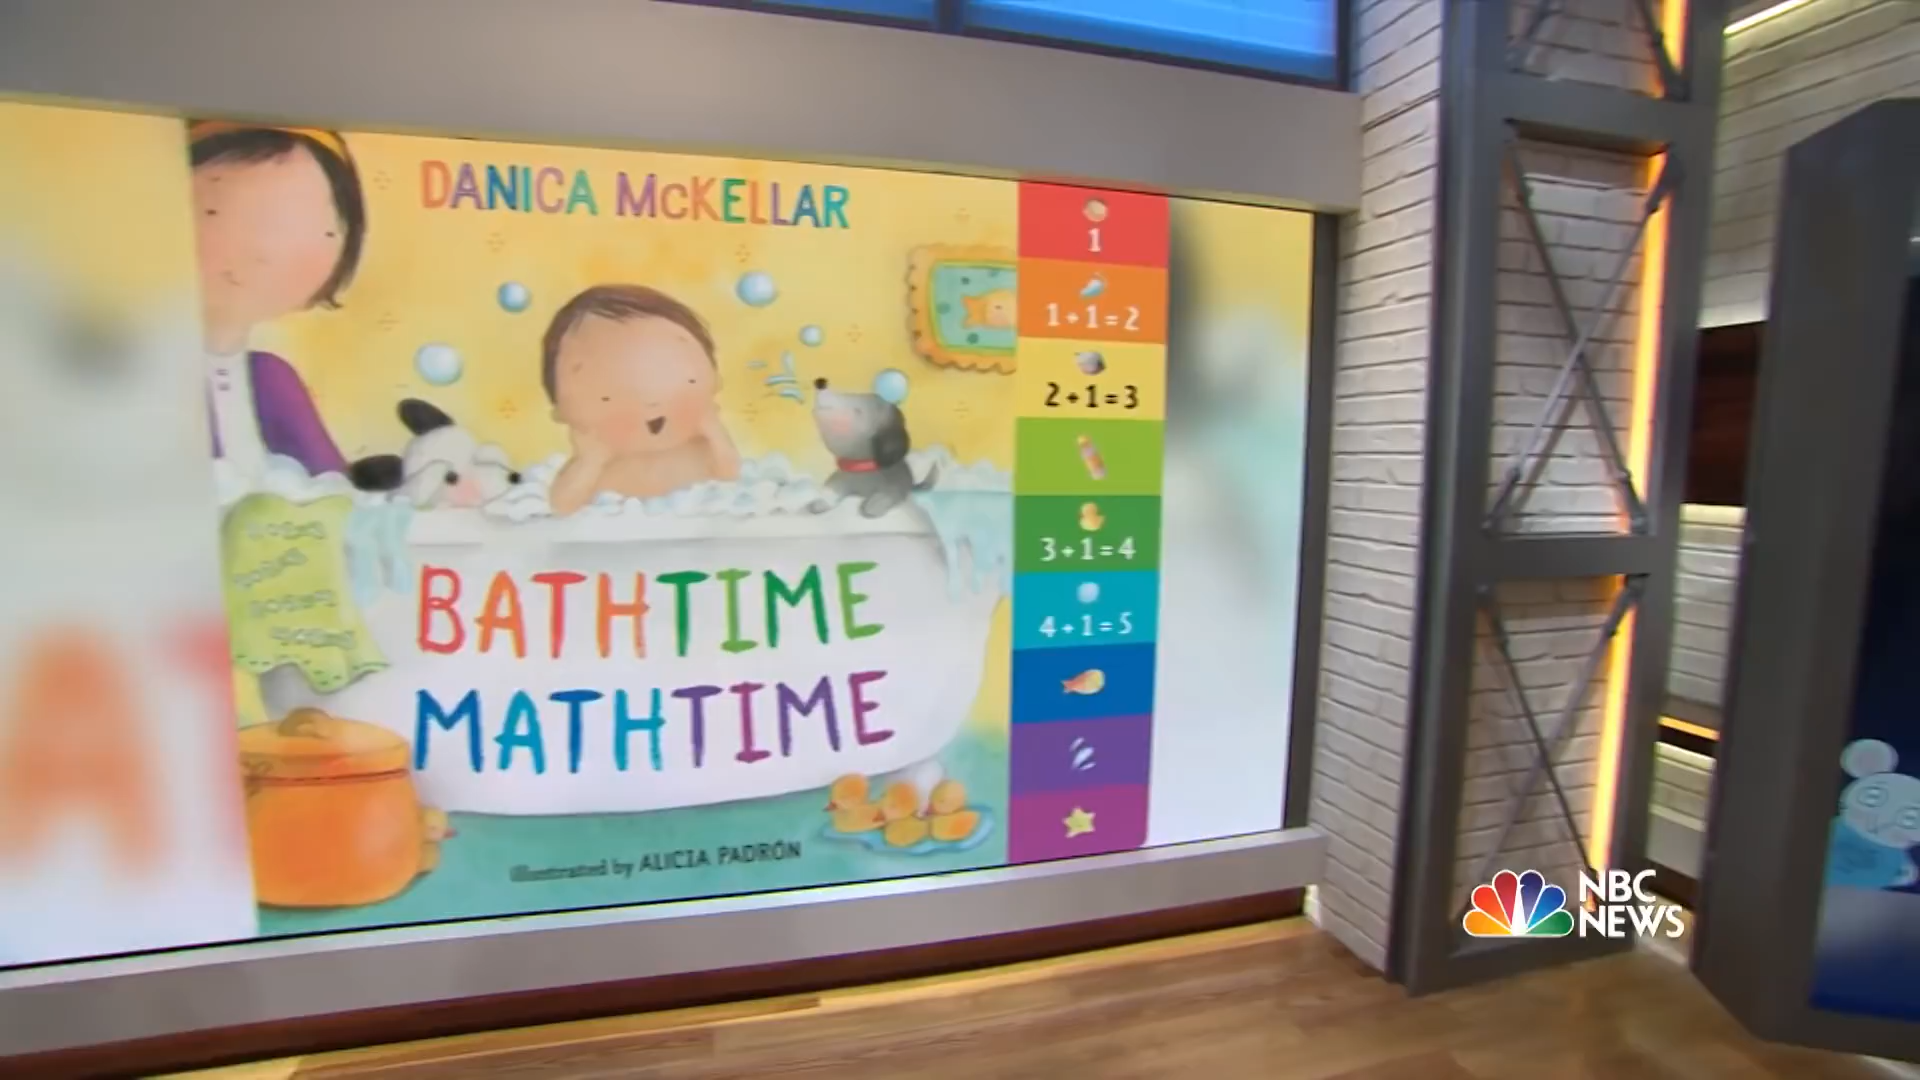 DANICA McKELLAR
1
1+1=2
2+1=3
3+1=4
4+1=5
BATHTIME
MATHTIME
illustrated by ALICIA PADRÓN
NBC
NEWS